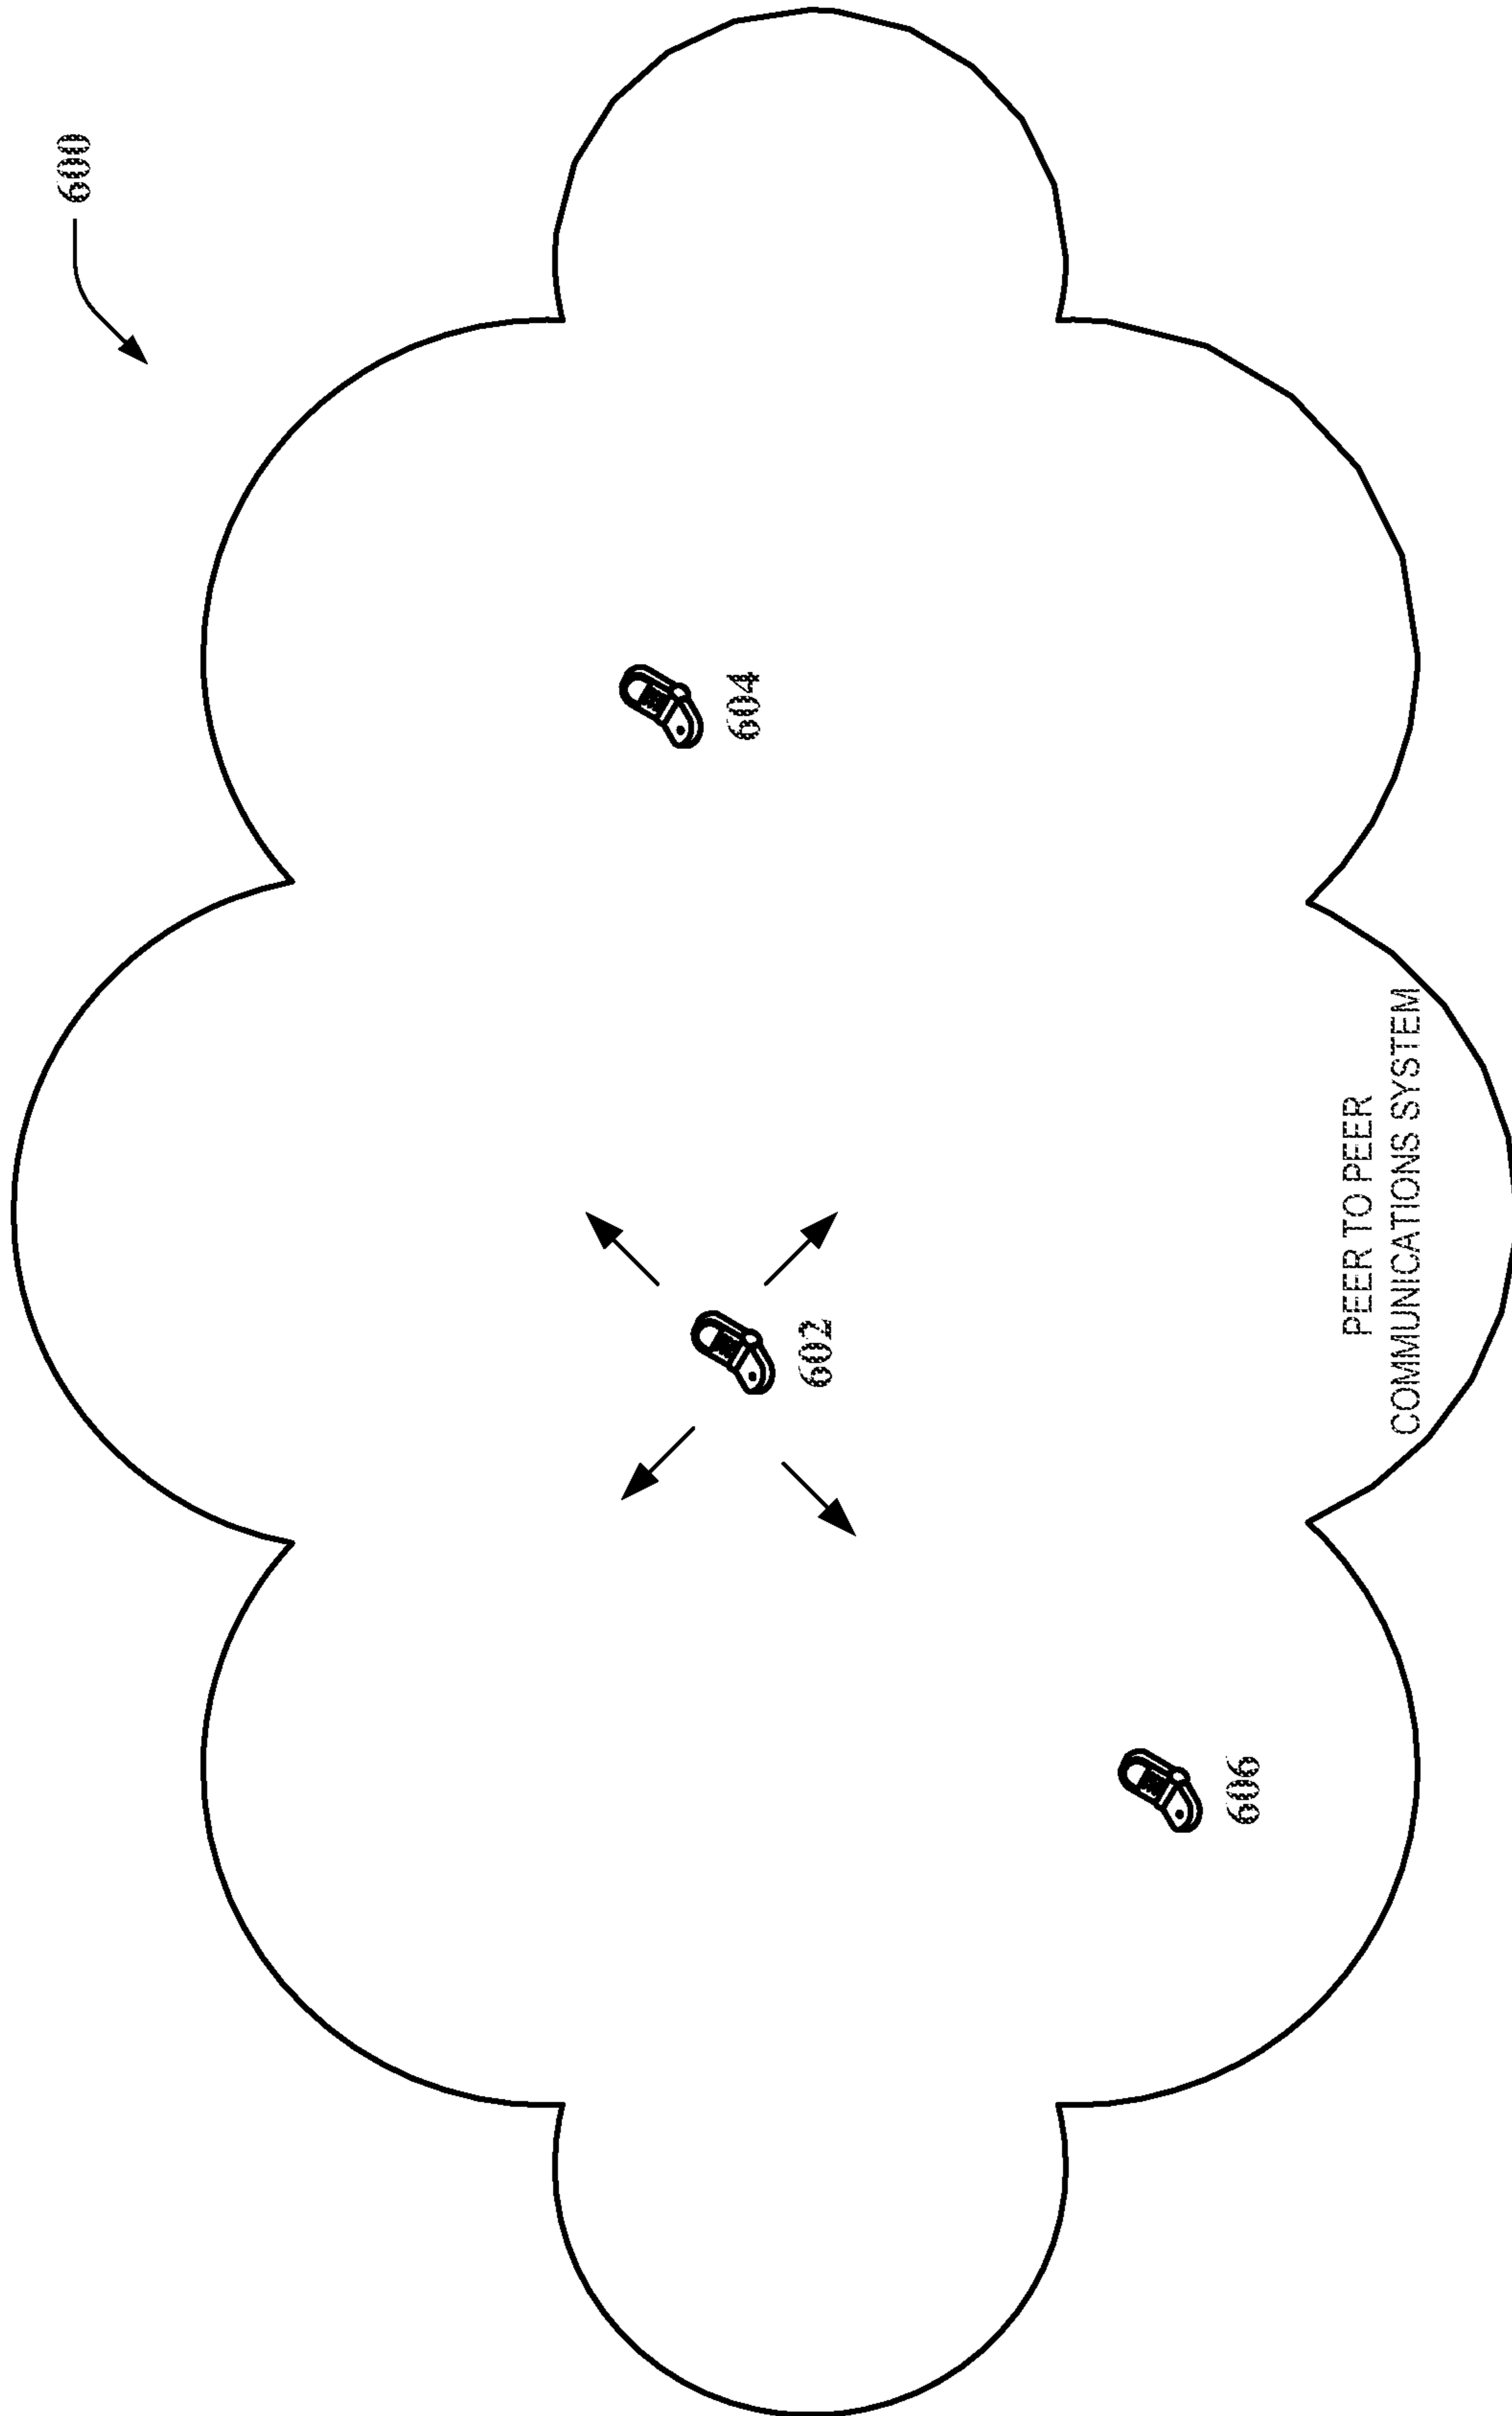 600
604
602
606
PEER TO PEER
COMMUNICATIONS SYSTEM